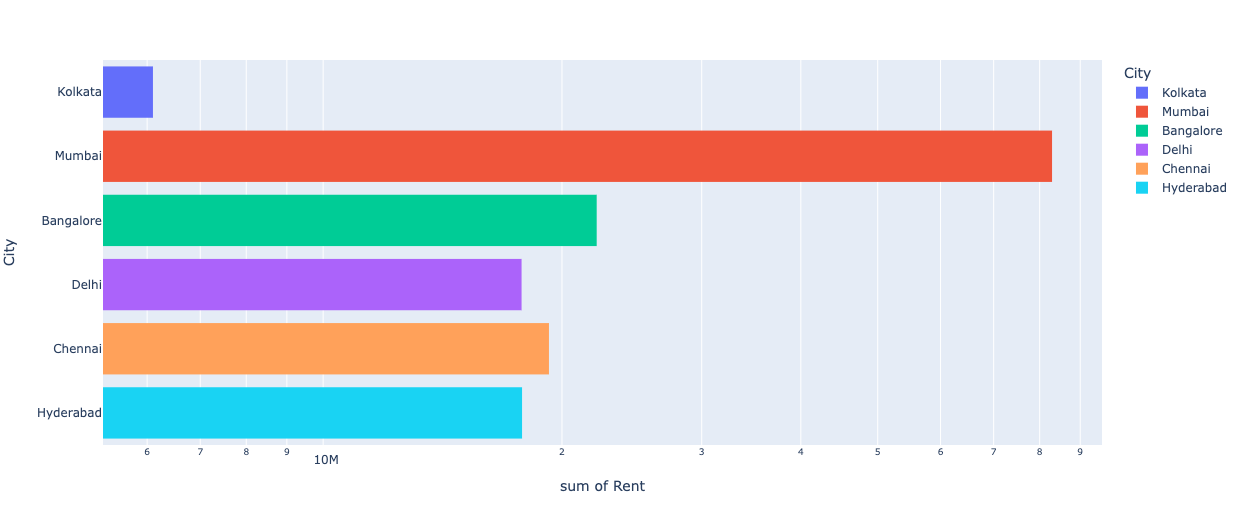 Kolkata
Mumbai
Bangalore
Delhi
Chennai
Hyderabad
City
6 7 8 9 10M 2 3 4 5 6 7 8 9
sum of Rent
City
Kolkata
Mumbai
Bangalore
Delhi
Chennai
Hyderabad